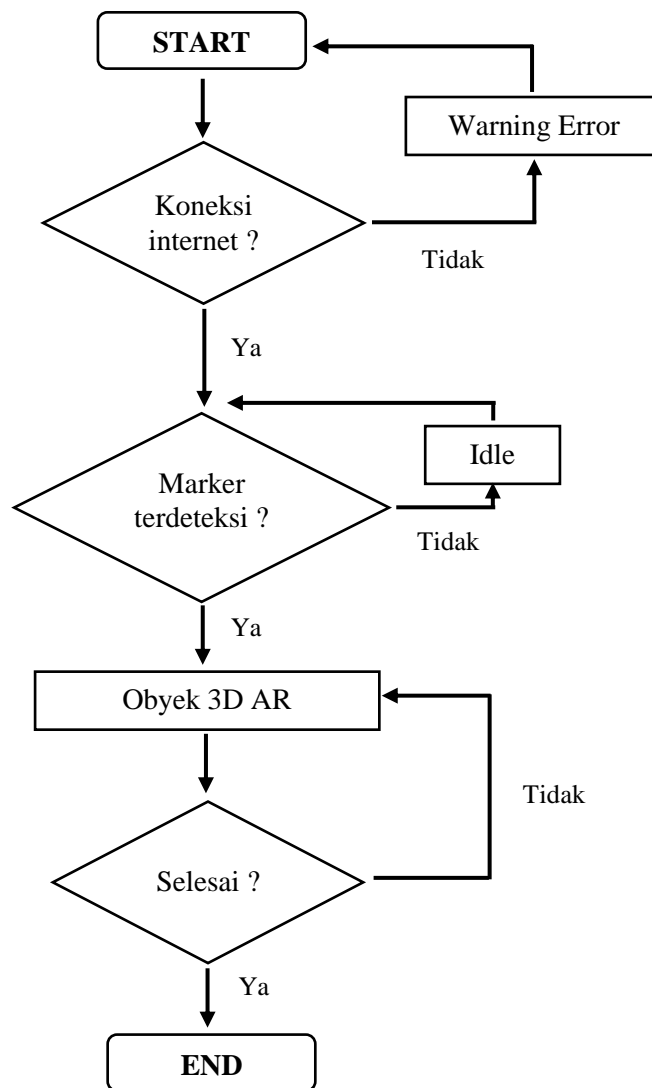 START
Warning Error
Koneksi
internet ?
Tidak
Ya
Idle
Marker
terdeteksi ?
Tidak
Ya
Obyek 3D AR
Tidak
Selesai ?
Ya
END